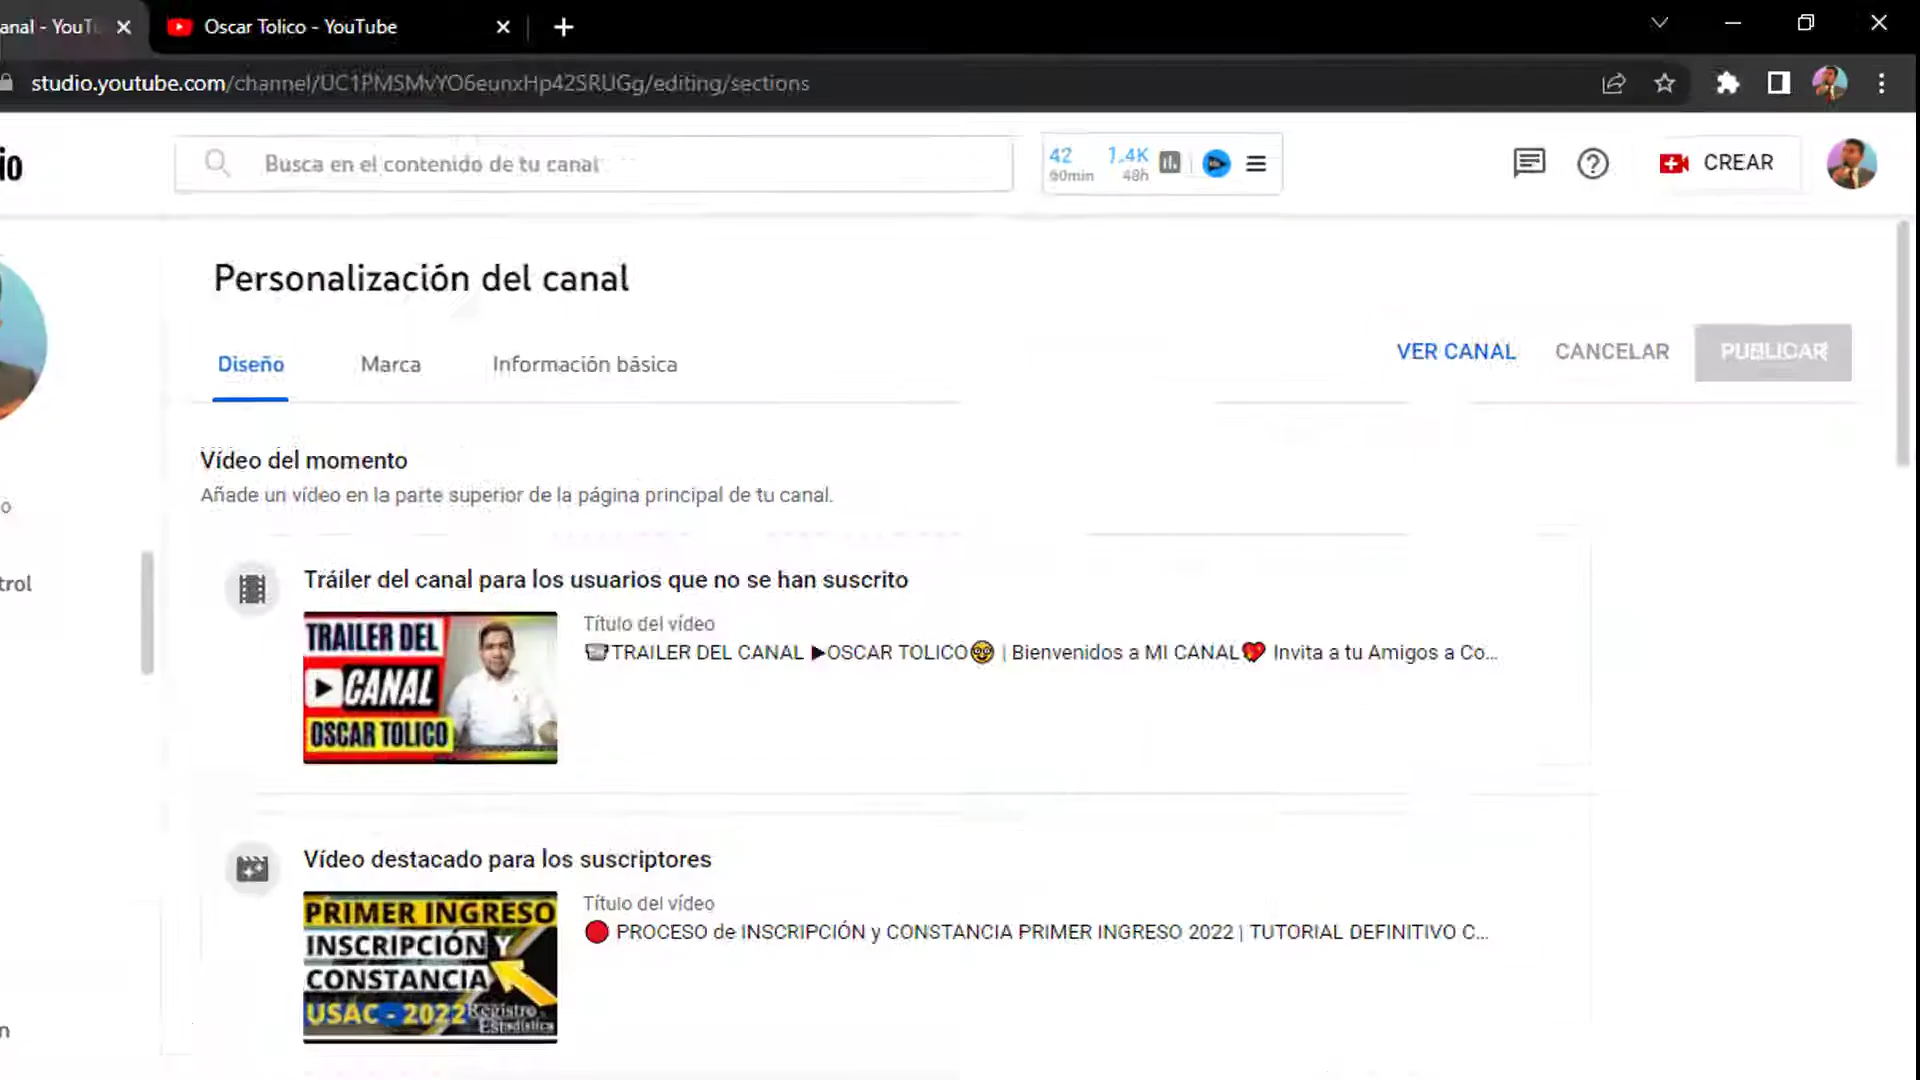 anal - YouTu
Oscar Tolico - YouTube
studio.youtube.com/channel/UC1PMSMvYO6eunxHp42SRUGg/editing/sections
io
Busca en el contenido de tu canal
42 1.4K
60min 48h
CREAR
Personalización del canal
Diseño Marca Información básica
VER CANAL CANCELAR PUBLICAR
Vídeo del momento
Añade un vídeo en la parte superior de la página principal de tu canal.
o
trol
n
Tráiler del canal para los usuarios que no se han suscrito
TRAILER DEL
CANAL
OSCAR TOLICO
Título del vídeo
TRAILER DEL CANAL ▶OSCAR TOLICO🤓 | Bienvenidos a MI CANAL💖 Invita a tu Amigos a Co...
Vídeo destacado para los suscriptores
PRIMER INGRESO
INSCRIPCIÓN Y
CONSTANCIA
USAC - 2022 Registro
Estadística
Título del vídeo
🔴 PROCESO de INSCRIPCIÓN y CONSTANCIA PRIMER INGRESO 2022 | TUTORIAL DEFINITIVO C...